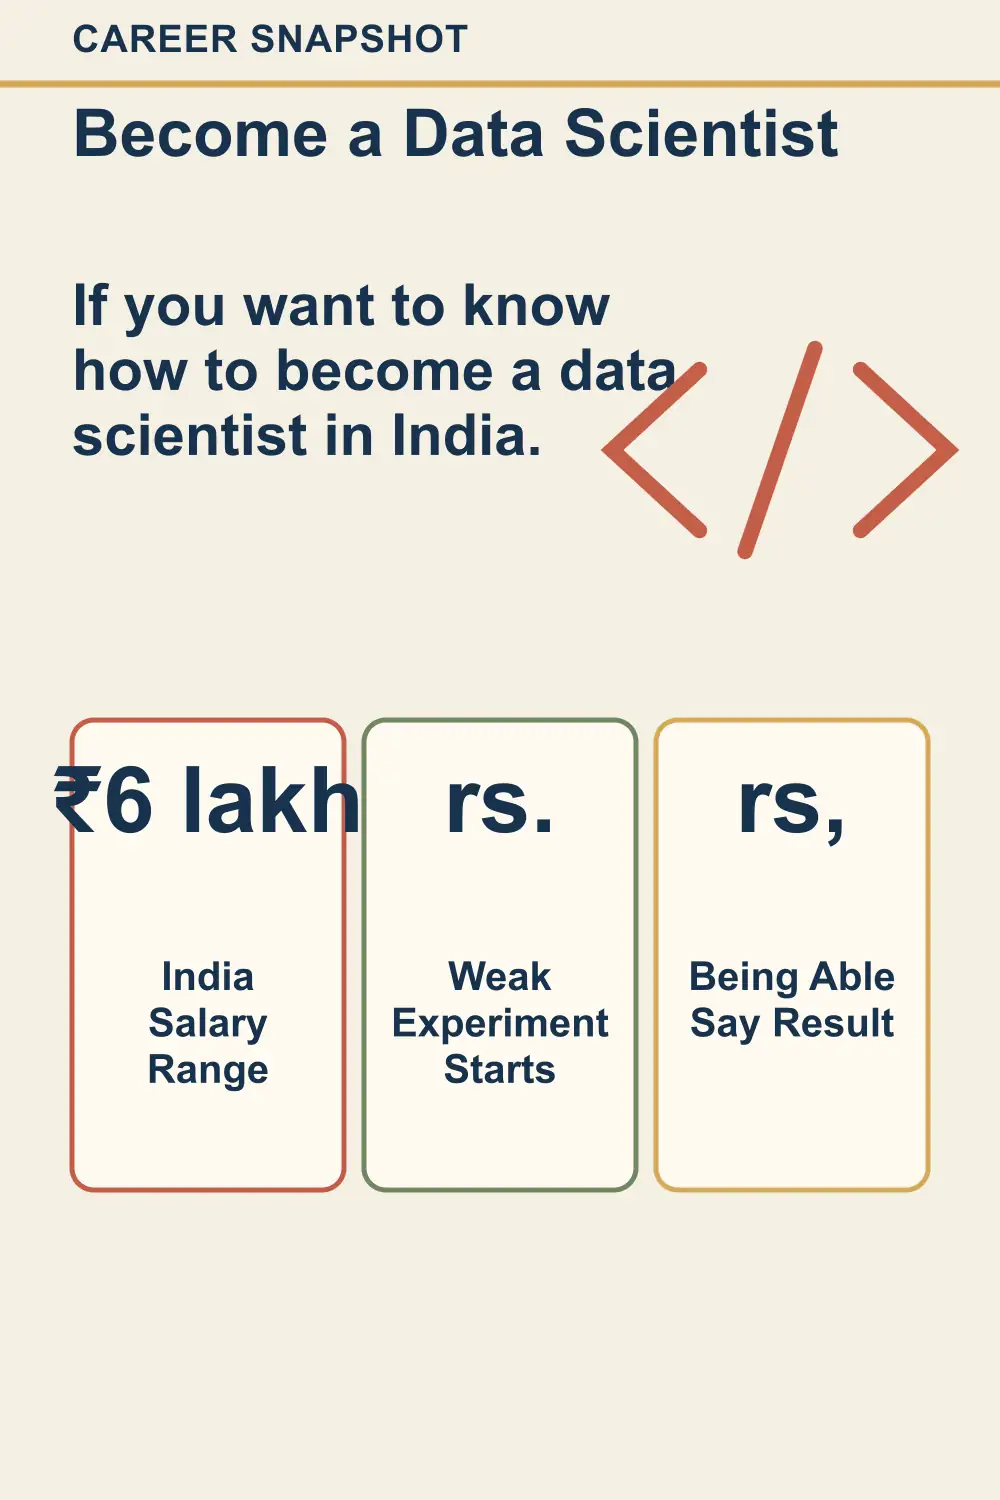 CAREER SNAPSHOT
Become a Data Scientist
If you want to know
how to become a data
scientist in India.
₹6 lakh
India
Salary
Range
rs.
Weak
Experiment
Starts
rs,
Being Able
Say Result